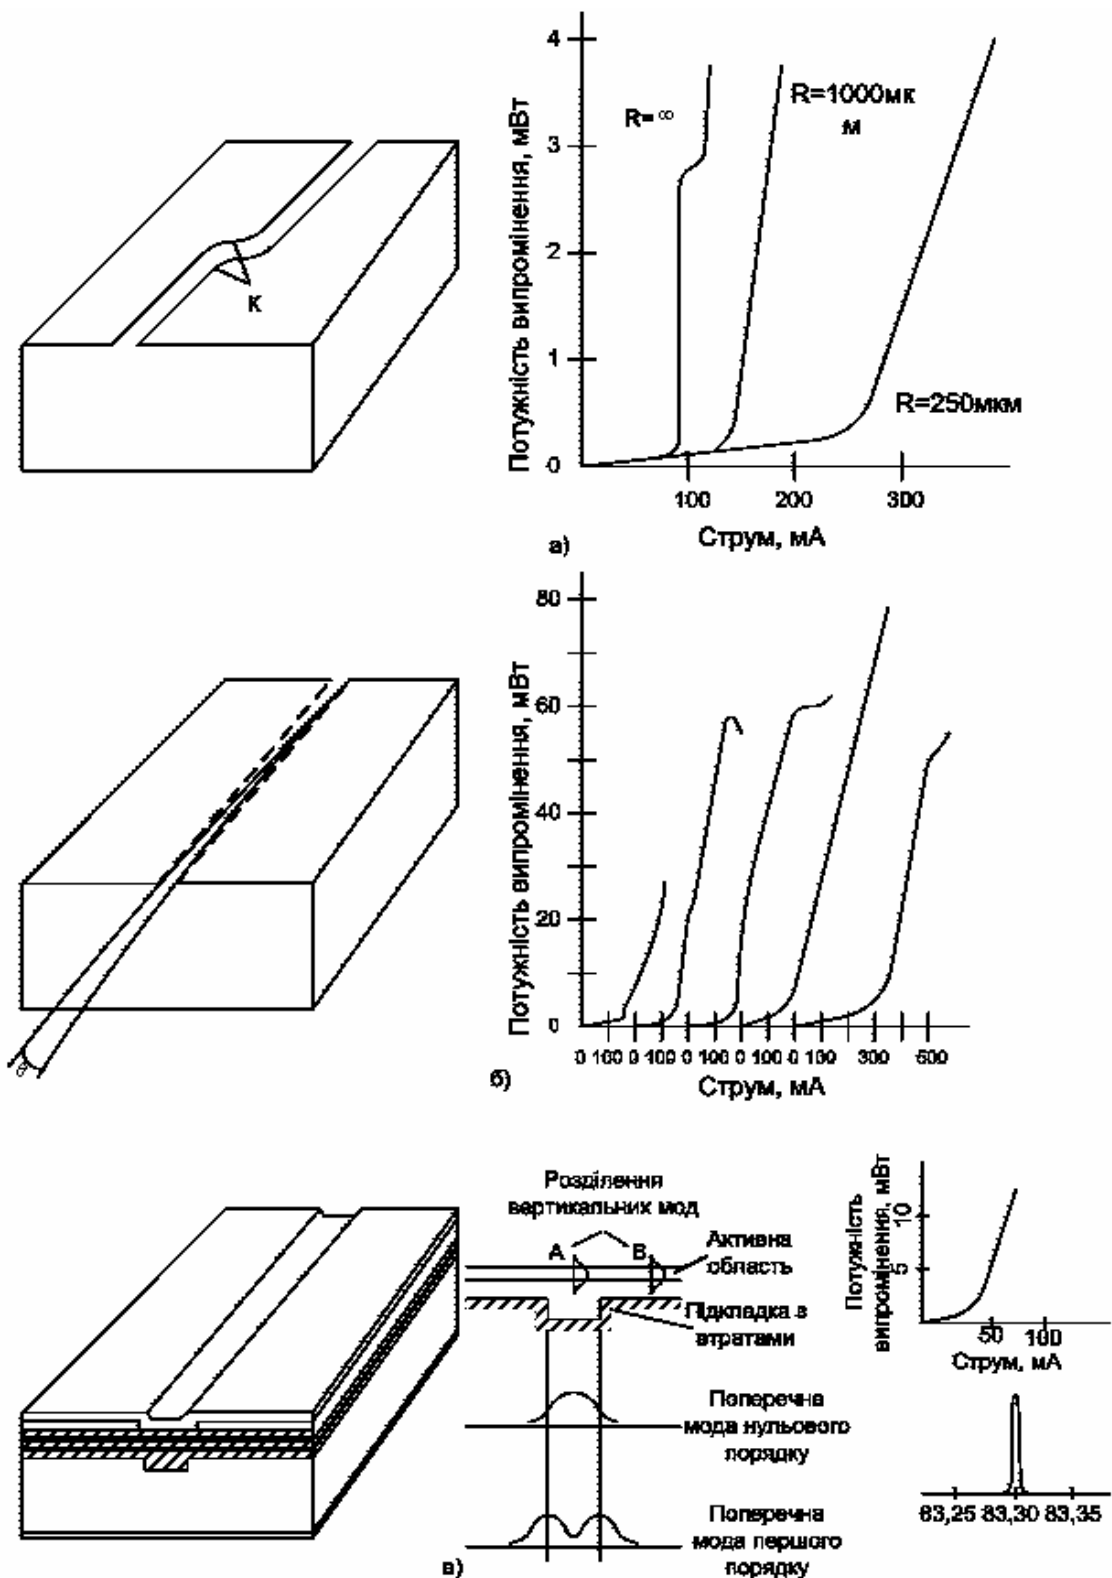 4
3
2
1
0
Потужність випромінення, мВт
R=∞
R=1000мк
м
R=250мкм
К
100 200 300
Струм, мА
а)
80
60
40
20
0
Потужність випромінення, мВт
0 100 0 100 0 100 0 100 0 100 300 500
Струм, мА
θ
б)
Розділення
вертикальних мод
А В
Активна
область
Підкладка з
втратами
Поперечна
мода нульового
порядку
Поперечна
мода першого
порядку
в)
Потужність
випромінення, мВт
10
5
50 100
Струм, мА
83,25 83,30 83,35